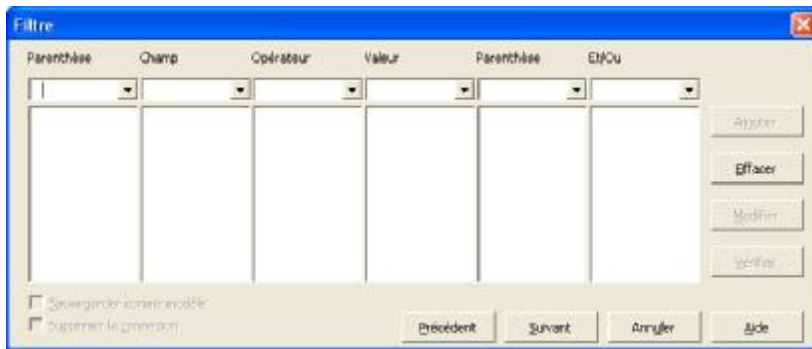 Filtre
Parenthèse Champ Opérateur Valeur Parenthèse Et/Ou
Ajouter
Effacer
Modifier
Vérifier
Sauvegarder comme modèle
Supprimer la connexion
Précédent Suivant Annuler Aide